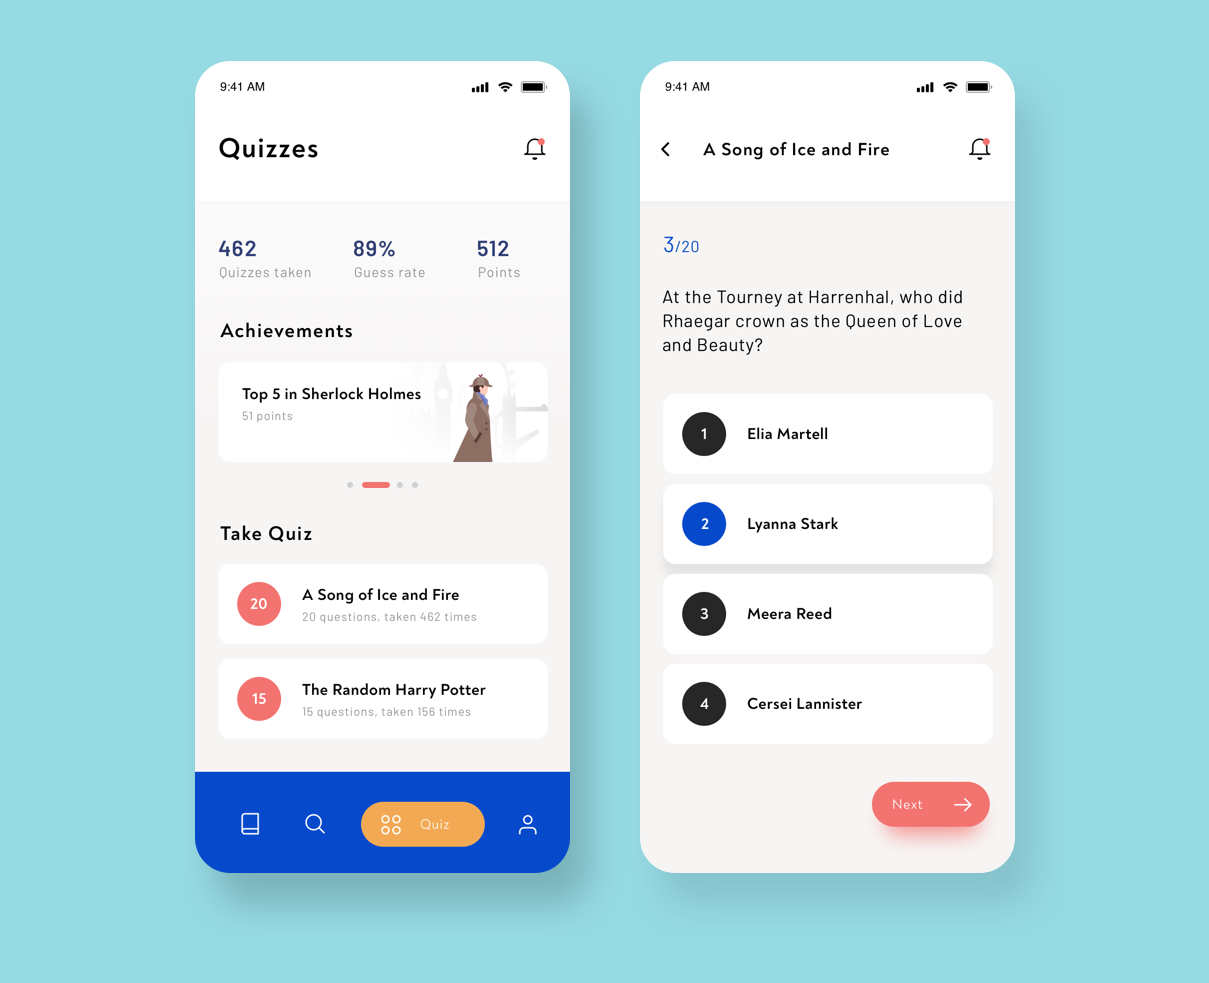 9:41 AM
Quizzes
462
89%
512
Quizzes taken
Guess rate
Points
Achievements
Top 5 in Sherlock Holmes
51 points
Take Quiz
20
A Song of Ice and Fire
20 questions, taken 462 times
15
The Random Harry Potter
15 questions, taken 156 times
Quiz
9:41 AM
A Song of Ice and Fire
3/20
At the Tourney at Harrenhal, who did
Rhaegar crown as the Queen of Love
and Beauty?
1
Elia Martell
2
Lyanna Stark
3
Meera Reed
4
Cersei Lannister
Next